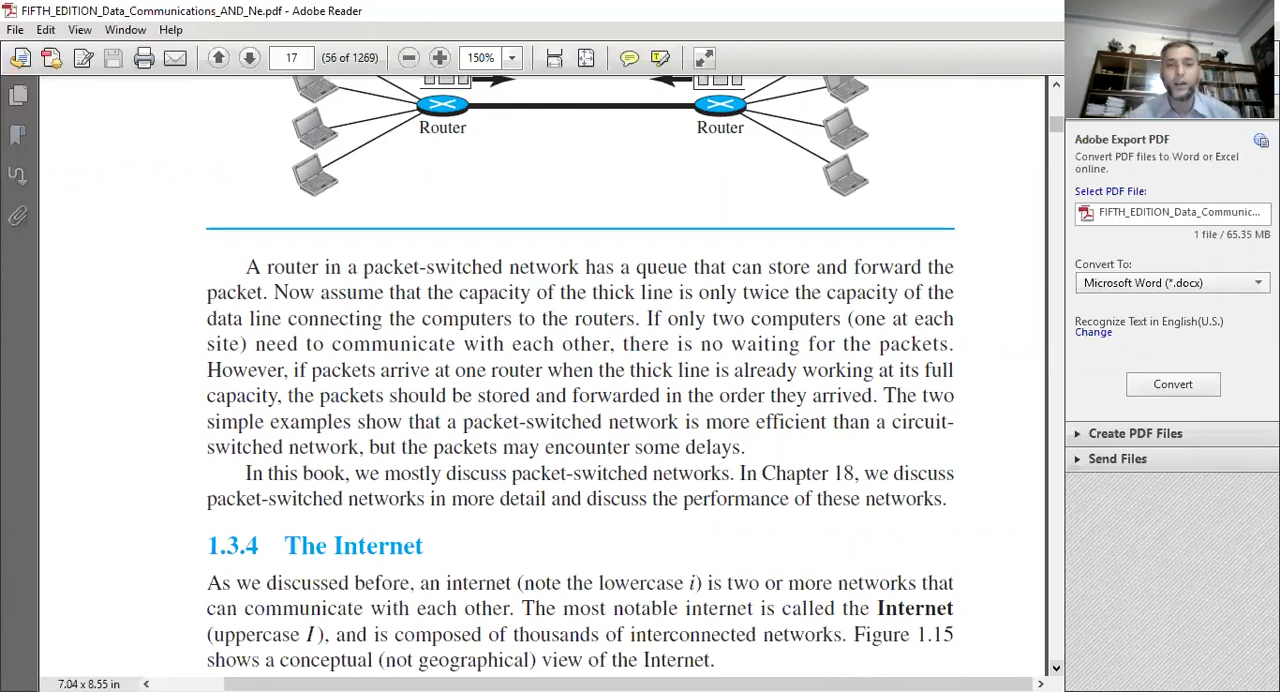 FIFTH_EDITION_Data_Communications_AND_Ne.pdf - Adobe Reader
File Edit View Window Help
17 (56 of 1269) 150%
Router Router
A router in a packet-switched network has a queue that can store and forward the
packet. Now assume that the capacity of the thick line is only twice the capacity of the
data line connecting the computers to the routers. If only two computers (one at each
site) need to communicate with each other, there is no waiting for the packets.
However, if packets arrive at one router when the thick line is already working at its full
capacity, the packets should be stored and forwarded in the order they arrived. The two
simple examples show that a packet-switched network is more efficient than a circuit-
switched network, but the packets may encounter some delays.
In this book, we mostly discuss packet-switched networks. In Chapter 18, we discuss
packet-switched networks in more detail and discuss the performance of these networks.
1.3.4 The Internet
As we discussed before, an internet (note the lowercase i) is two or more networks that
can communicate with each other. The most notable internet is called the Internet
(uppercase I), and is composed of thousands of interconnected networks. Figure 1.15
shows a conceptual (not geographical) view of the Internet.
7.04 x 8.55 in
Adobe Export PDF
Convert PDF files to Word or Excel
online.
Select PDF File:
FIFTH_EDITION_Data_Communic...
1 file / 65.35 MB
Convert To:
Microsoft Word (*.docx)
Recognize Text in English(U.S.)
Change
Convert
Create PDF Files
Send Files